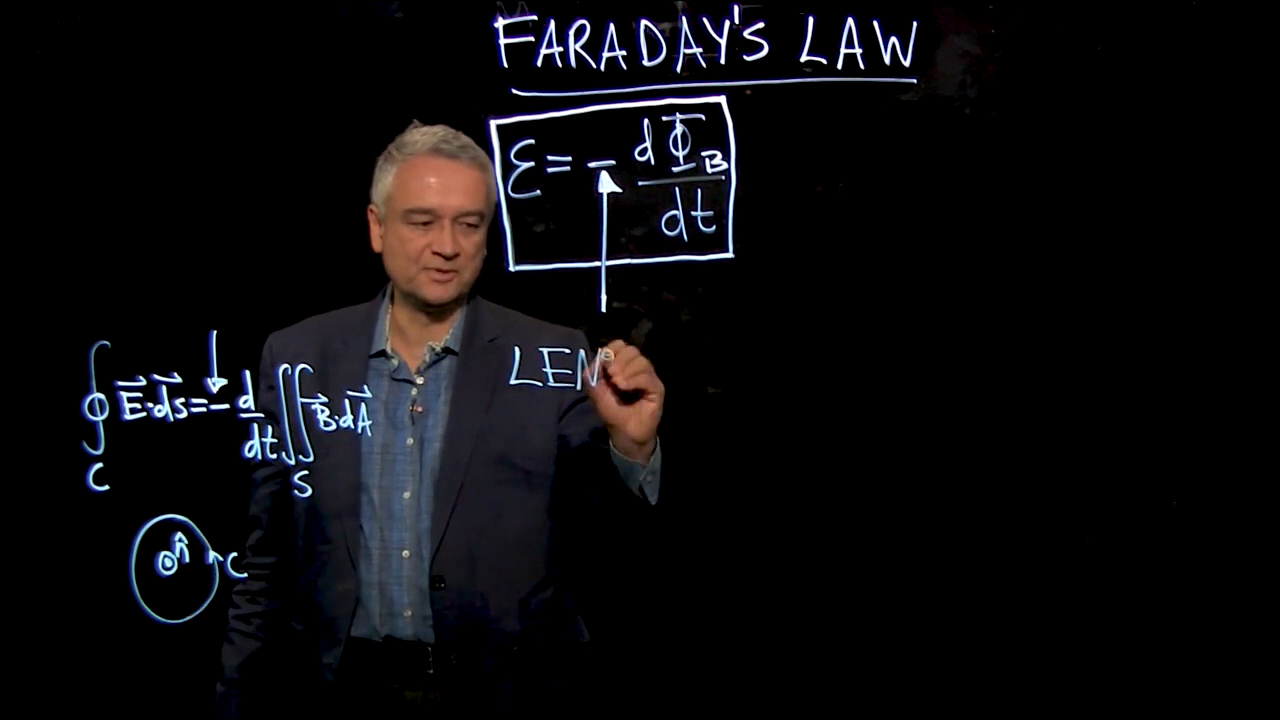 FARADAY'S LAW
ℰ = - dΦ_B/dt
LEN
∮_C E⃗·ds⃗ = - d/dt ∬_S B⃗·dA⃗
n̂ C